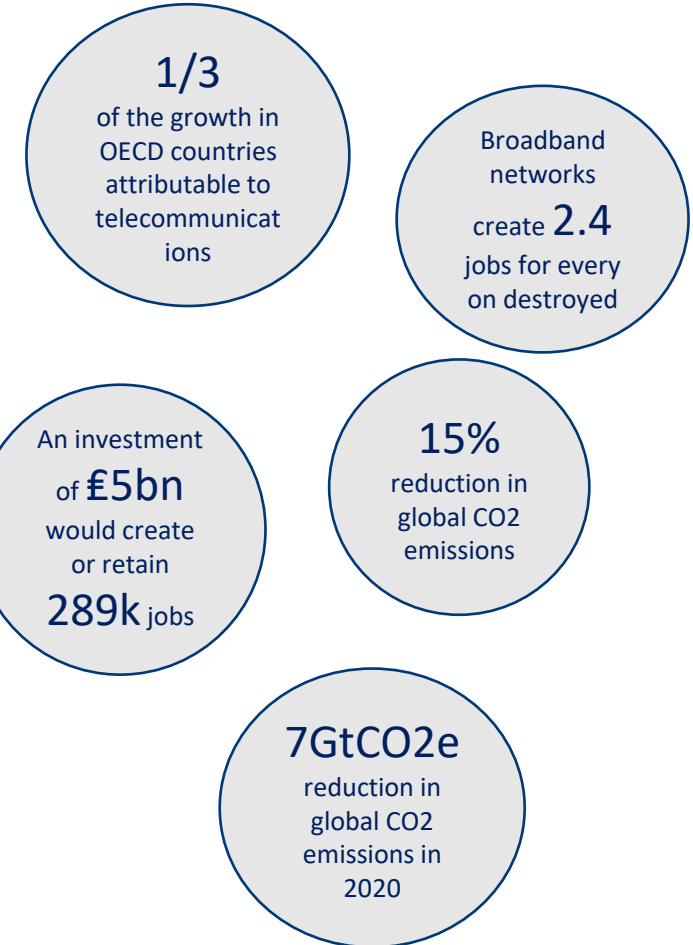 1/3
of the growth in
OECD countries
attributable to
telecommunicat
ions
Broadband
networks
create 2.4
jobs for every
on destroyed
An investment
of ₤5bn
would create
or retain
289k jobs
15%
reduction in
global CO2
emissions
7GtCO2e
reduction in
global CO2
emissions in
2020